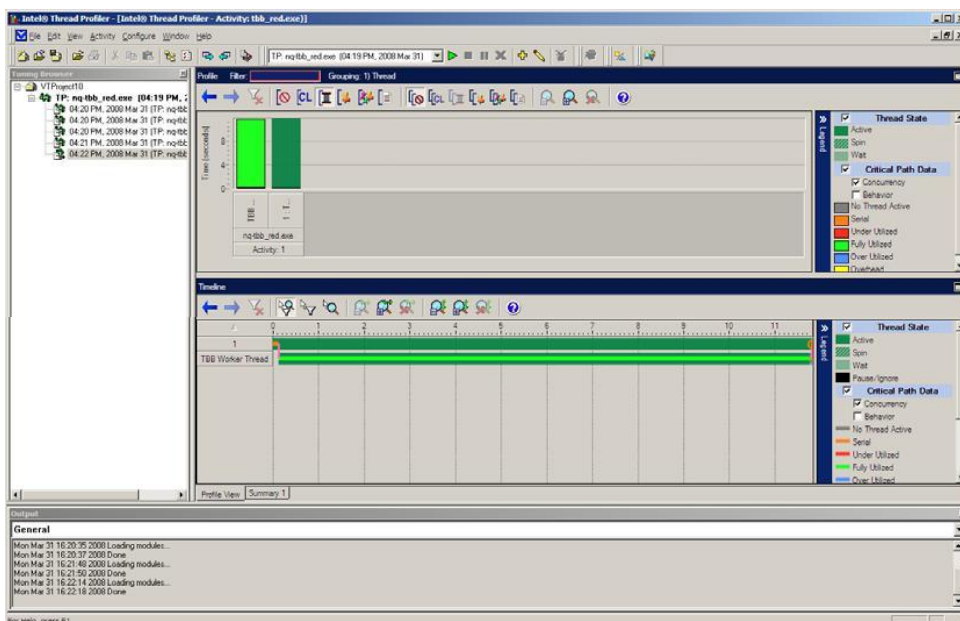 Intel® Thread Profiler - [Intel® Thread Profiler - Activity: tbb_red.exe)]
File Edit View Activity Configure Window Help
TP: nq-tbb_red.exe (04:19 PM, 2008 Mar 31)
Tuning Browser
VTProject10
TP: nq-tbb_red.exe (04:19 PM, :
04:20 PM, 2008 Mar 31 (TP: nq-tbb
04:20 PM, 2008 Mar 31 (TP: nq-tbb
04:20 PM, 2008 Mar 31 (TP: nq-tbb
04:21 PM, 2008 Mar 31 (TP: nq-tbb
04:22 PM, 2008 Mar 31 (TP: nq-tbb
Profile Filter: Grouping: 1) Thread
CL
Time (seconds)
8
4
0
TBB ...
1: T...
nq-tbb_red.exe
Activity: 1
Legend
Thread State
Active
Spin
Wait
Critical Path Data
Concurrency
Behavior
No Thread Active
Serial
Under Utilized
Fully Utilized
Over Utilized
Overhead
Timeline
0 1 2 3 4 5 6 7 8 9 10 11
1
TBB Worker Thread
Legend
Thread State
Active
Spin
Wait
Pause/Ignore
Critical Path Data
Concurrency
Behavior
No Thread Active
Serial
Under Utilized
Fully Utilized
Over Utilized
Profile View Summary 1
Output
General
Mon Mar 31 16:20:35 2008 Loading modules...
Mon Mar 31 16:20:37 2008 Done
Mon Mar 31 16:21:48 2008 Loading modules...
Mon Mar 31 16:21:50 2008 Done
Mon Mar 31 16:22:14 2008 Loading modules...
Mon Mar 31 16:22:18 2008 Done